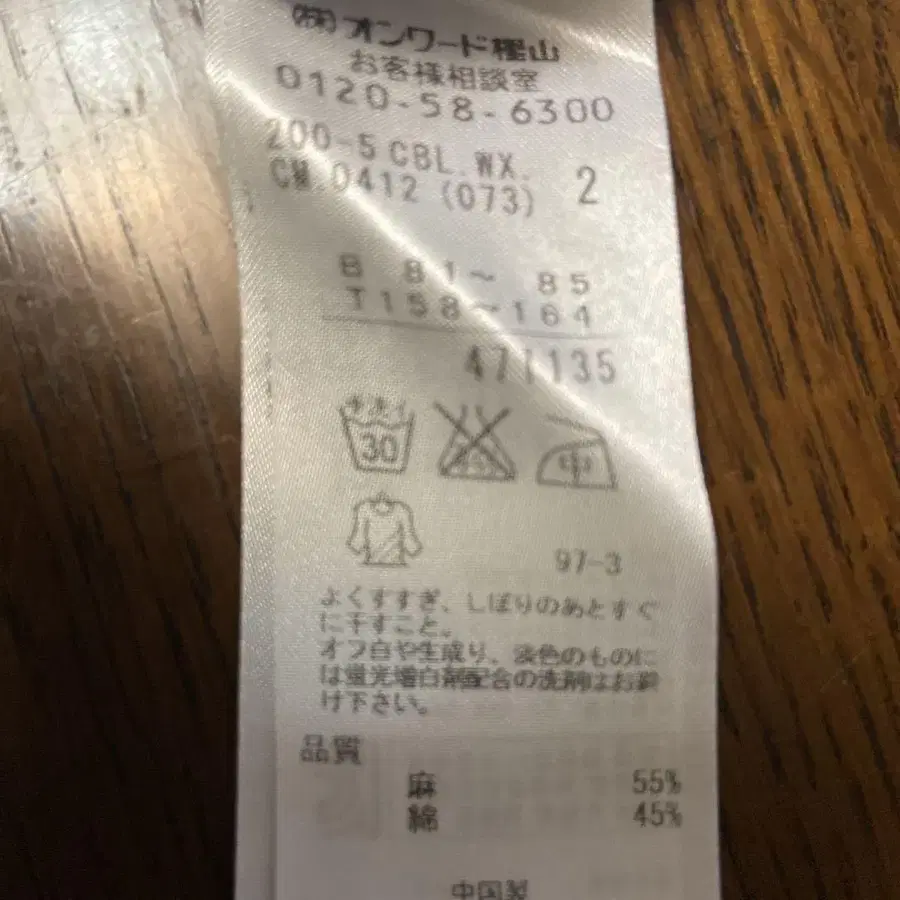 ㈱オンワード樫山
お客様相談室
0120-58-6300
200-5 CBL.WX.
CM 0412 (073) 2
B 81~ 85
T158~164
471135
手洗イ
30
中
97-3
よくすすぎ、しぼりのあとすぐ
に干すこと。
オフ白や生成り、淡色のものに
は蛍光増白剤配合の洗剤はお避
け下さい。
品質
麻 55%
綿 45%
中国製